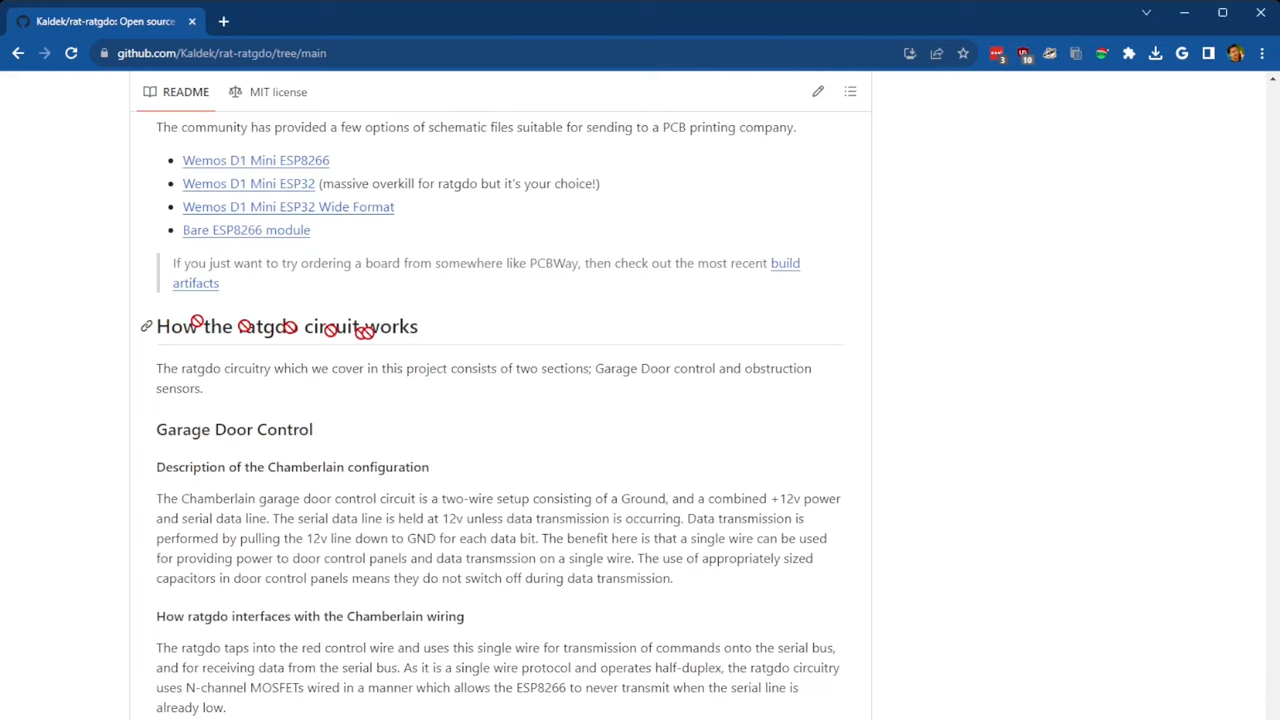 Kaldek/rat-ratgdo: Open source
github.com/Kaldek/rat-ratgdo/tree/main
3
10
README
MIT license
The community has provided a few options of schematic files suitable for sending to a PCB printing company.
Wemos D1 Mini ESP8266
Wemos D1 Mini ESP32 (massive overkill for ratgdo but it's your choice!)
Wemos D1 Mini ESP32 Wide Format
Bare ESP8266 module
If you just want to try ordering a board from somewhere like PCBWay, then check out the most recent build
artifacts
How the ratgdo circuit works
The ratgdo circuitry which we cover in this project consists of two sections; Garage Door control and obstruction
sensors.
Garage Door Control
Description of the Chamberlain configuration
The Chamberlain garage door control circuit is a two-wire setup consisting of a Ground, and a combined +12v power
and serial data line. The serial data line is held at 12v unless data transmission is occurring. Data transmission is
performed by pulling the 12v line down to GND for each data bit. The benefit here is that a single wire can be used
for providing power to door control panels and data transmssson on a single wire. The use of appropriately sized
capacitors in door control panels means they do not switch off during data transmission.
How ratgdo interfaces with the Chamberlain wiring
The ratgdo taps into the red control wire and uses this single wire for transmission of commands onto the serial bus,
and for receiving data from the serial bus. As it is a single wire protocol and operates half-duplex, the ratgdo circuitry
uses N-channel MOSFETs wired in a manner which allows the ESP8266 to never transmit when the serial line is
already low.